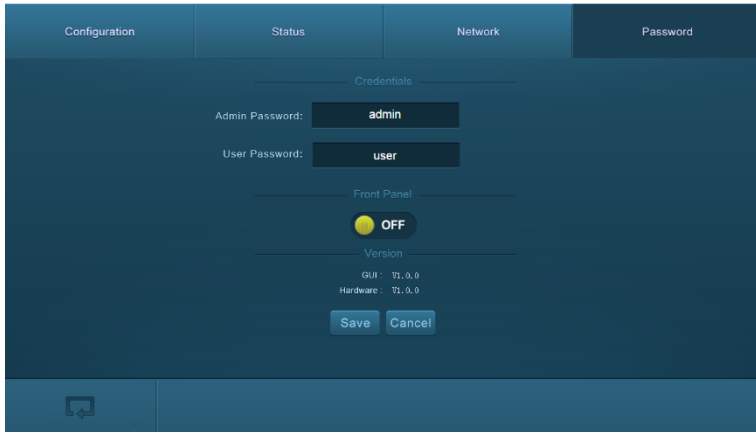 Configuration Status Network Password
Credentials
Admin Password: admin
User Password: user
Front Panel
OFF
Version
GUI : V1.0.0
Hardware : V1.0.0
Save Cancel